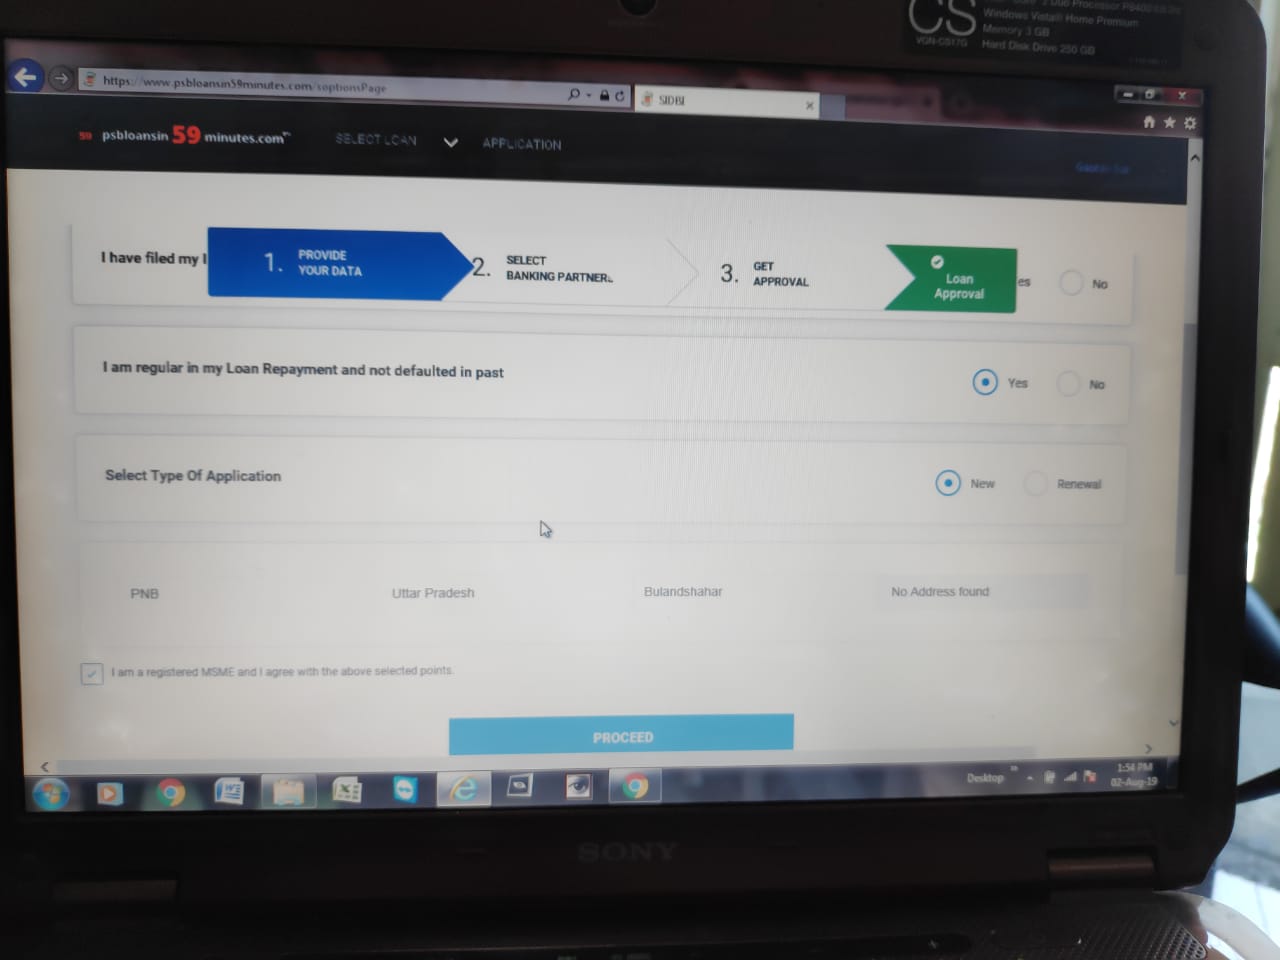 CS
2 Duo Processor
Windows Vista® Home Premium
Memory 3 GB
VGN-CS17G
Hard Disk Drive 250 GB
https://www.psbloansin59minutes.com/soptionsPage
SIDBI
59 psbloansin 59 minutes.com
SELECT LOAN
APPLICATION
I have filed my I
1. PROVIDE YOUR DATA
2. SELECT BANKING PARTNER
3. GET APPROVAL
Loan Approval
es
No
I am regular in my Loan Repayment and not defaulted in past
Yes
No
Select Type Of Application
New
Renewal
PNB
Uttar Pradesh
Bulandshahar
No Address found
I am a registered MSME and I agree with the above selected points.
PROCEED
Desktop
1:54 PM
02-Aug-19
SONY